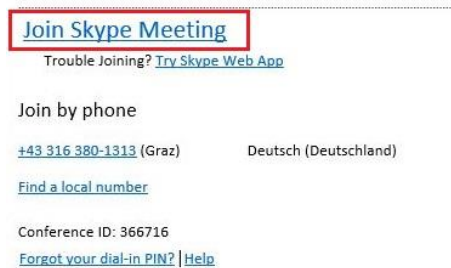 Join Skype Meeting
Trouble Joining? Try Skype Web App
Join by phone
+43 316 380-1313 (Graz) Deutsch (Deutschland)
Find a local number
Conference ID: 366716
Forgot your dial-in PIN? | Help